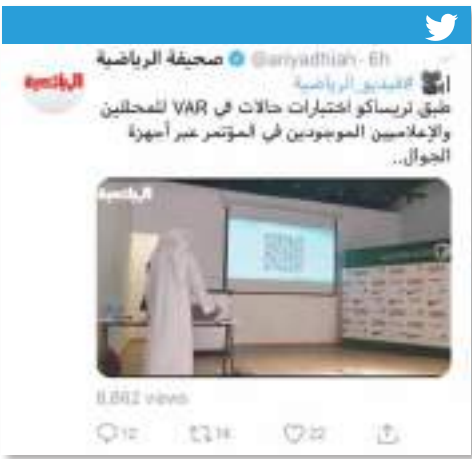 صحيفة الرياضية @ariyadhiah · 6h
#فيديو_الرياضية |
طبق تريساكو اختبارات حالات في VAR للمحللين
والإعلاميين الموجودين في المؤتمر عبر أجهزة
الجوال..
الرياضية
8,862 views
12 16 22